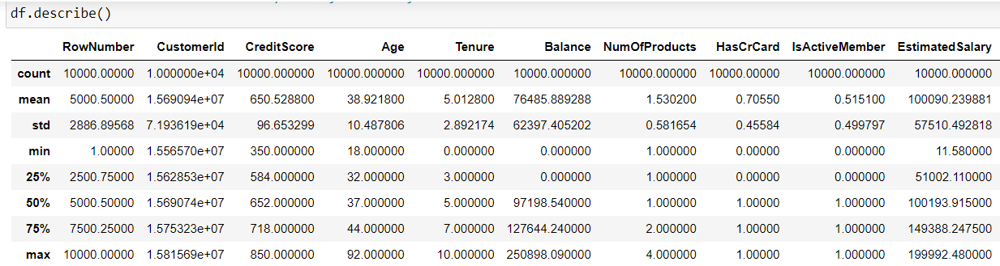 df.describe()
RowNumber CustomerId CreditScore Age Tenure Balance NumOfProducts HasCrCard IsActiveMember EstimatedSalary
count 10000.00000 1.000000e+04 10000.000000 10000.000000 10000.000000 10000.000000 10000.000000 10000.00000 10000.000000 10000.000000
mean 5000.50000 1.569094e+07 650.528800 38.921800 5.012800 76485.889288 1.530200 0.70550 0.515100 100090.239881
std 2886.89568 7.193619e+04 96.653299 10.487806 2.892174 62397.405202 0.581654 0.45584 0.499797 57510.492818
min 1.00000 1.556570e+07 350.000000 18.000000 0.000000 0.000000 1.000000 0.00000 0.000000 11.580000
25% 2500.75000 1.562853e+07 584.000000 32.000000 3.000000 0.000000 1.000000 0.00000 0.000000 51002.110000
50% 5000.50000 1.569074e+07 652.000000 37.000000 5.000000 97198.540000 1.000000 1.00000 1.000000 100193.915000
75% 7500.25000 1.575323e+07 718.000000 44.000000 7.000000 127644.240000 2.000000 1.00000 1.000000 149388.247500
max 10000.00000 1.581569e+07 850.000000 92.000000 10.000000 250898.090000 4.000000 1.00000 1.000000 199992.480000